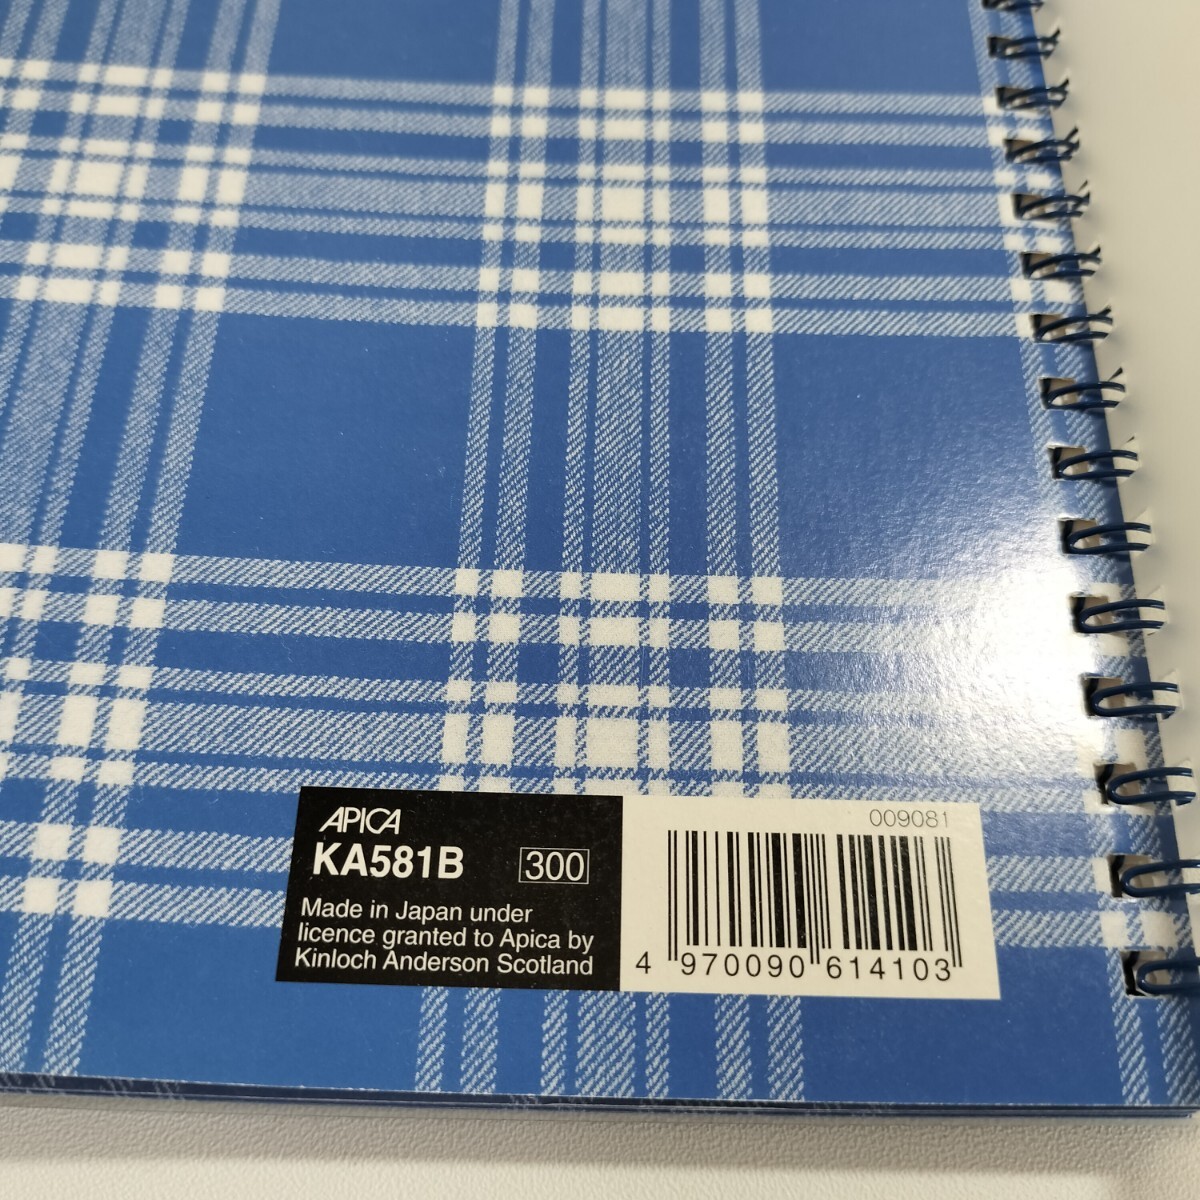 APICA
KA581B 300
Made in Japan under
licence granted to Apica by
Kinloch Anderson Scotland
009081
4 970090 614103